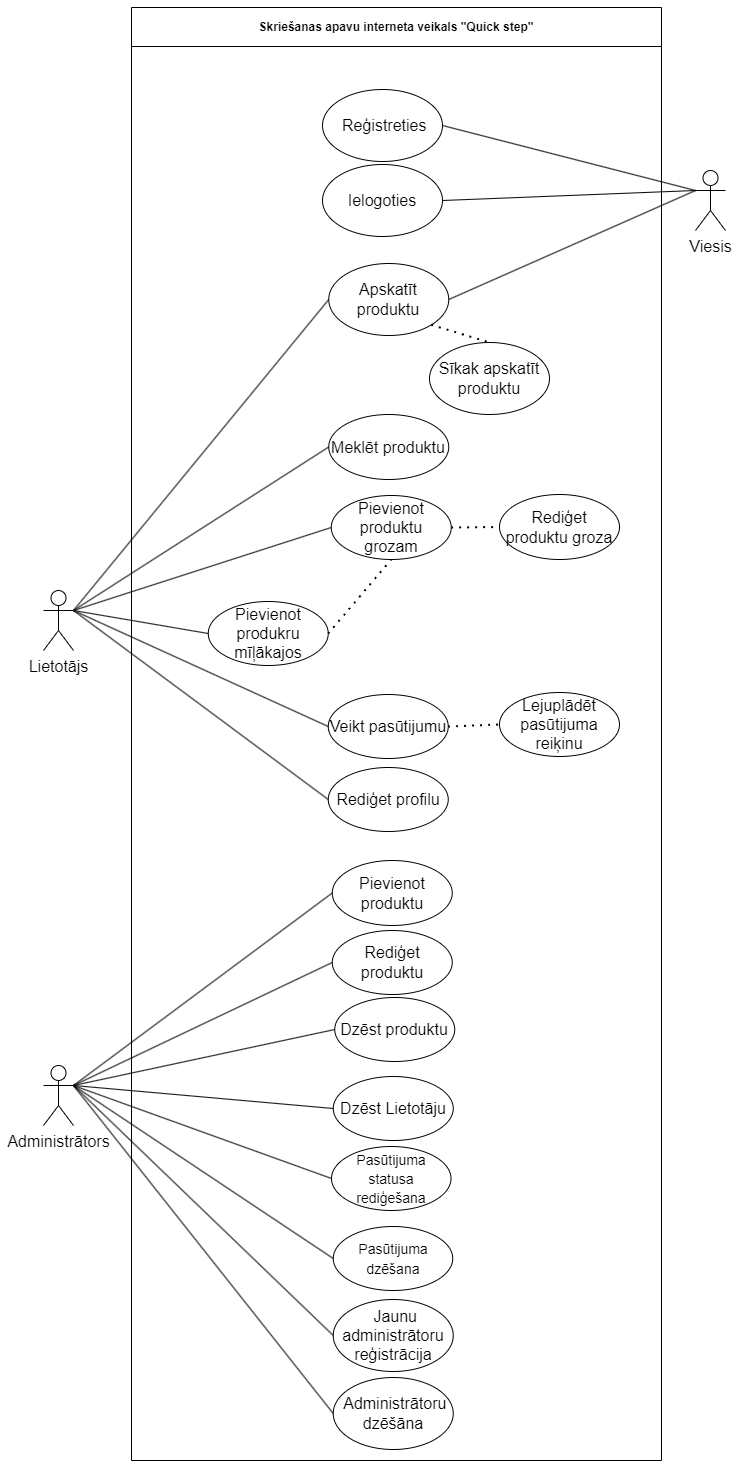 Skriešanas apavu interneta veikals "Quick step"
Reģistreties
Ielogoties
Viesis
Apskatīt
produktu
Sīkak apskatīt
produktu
Meklēt produktu
Pievienot
produktu
grozam
Rediģet
produktu groza
Pievienot
produkru
mīļākajos
Lietotājs
Veikt pasūtijumu
Lejuplādēt
pasūtijuma
reiķinu
Rediģet profilu
Pievienot
produktu
Rediģet
produktu
Dzēst produktu
Administrātors
Dzēst Lietotāju
Pasūtijuma
statusa
rediģešana
Pasūtijuma
dzēšana
Jaunu
administrātoru
reģistrācija
Administrātoru
dzēšāna